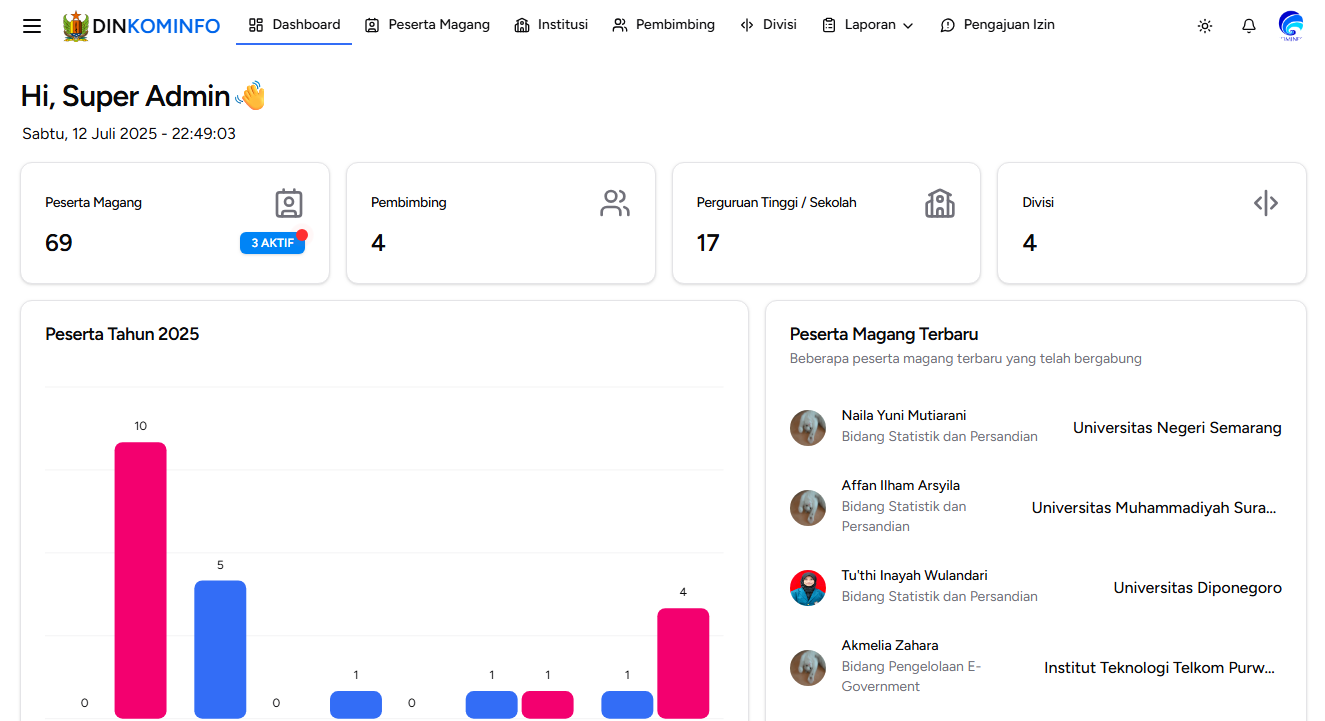 DINKOMINFO
Dashboard
Peserta Magang
Institusi
Pembimbing
Divisi
Laporan
Pengajuan Izin
Hi, Super Admin 👋
Sabtu, 12 Juli 2025 - 22:49:03
Peserta Magang
69
3 AKTIF
Pembimbing
4
Perguruan Tinggi / Sekolah
17
Divisi
4
Peserta Tahun 2025
0
10
5
0
1
0
1
1
1
4
Peserta Magang Terbaru
Beberapa peserta magang terbaru yang telah bergabung
Naila Yuni Mutiarani
Bidang Statistik dan Persandian
Universitas Negeri Semarang
Affan Ilham Arsyila
Bidang Statistik dan
Persandian
Universitas Muhammadiyah Sura...
Tu'thi Inayah Wulandari
Bidang Statistik dan Persandian
Universitas Diponegoro
Akmelia Zahara
Bidang Pengelolaan E-
Government
Institut Teknologi Telkom Purw...